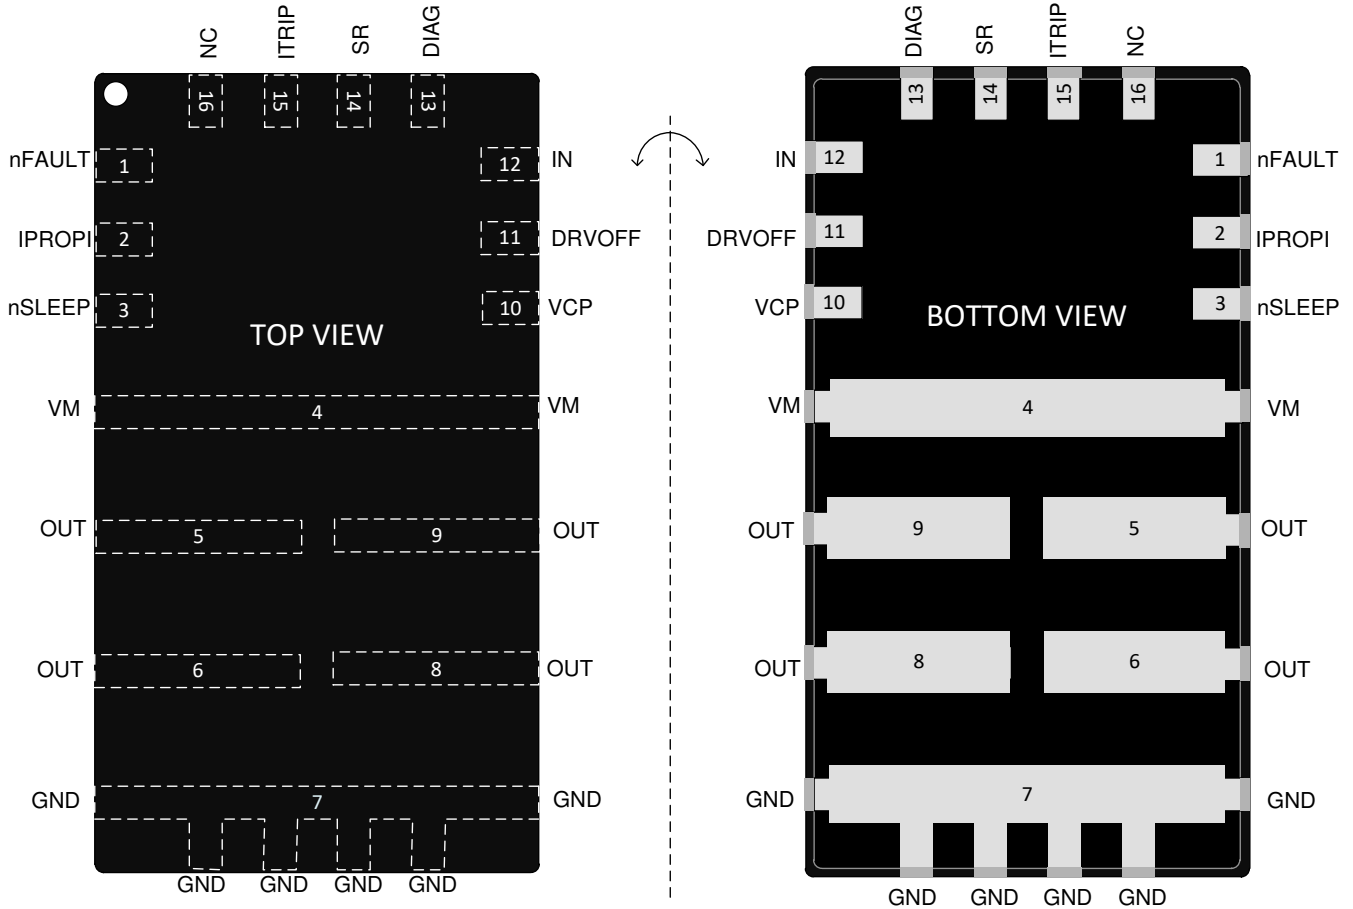 NC ITRIP SR DIAG
16 15 14 13
nFAULT 1 12 IN
IPROPI 2 11 DRVOFF
nSLEEP 3 10 VCP
TOP VIEW
VM 4 VM
OUT 5 9 OUT
OUT 6 8 OUT
GND 7 GND
GND GND GND GND
DIAG SR ITRIP NC
13 14 15 16
IN 12 1 nFAULT
DRVOFF 11 2 IPROPI
VCP 10 3 nSLEEP
BOTTOM VIEW
VM 4 VM
OUT 9 5 OUT
OUT 8 6 OUT
GND 7 GND
GND GND GND GND